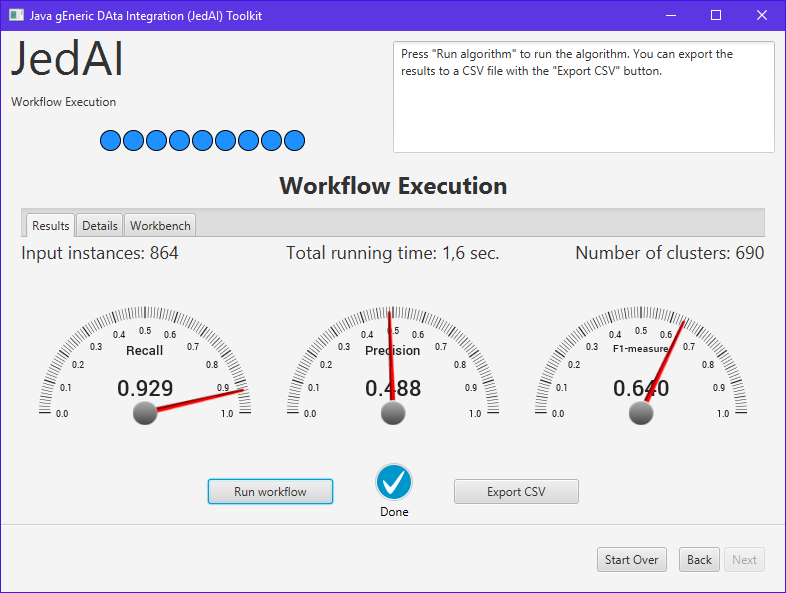 Java gEneric DAta Integration (JedAI) Toolkit
JedAI
Press "Run algorithm" to run the algorithm. You can export the
results to a CSV file with the "Export CSV" button.
Workflow Execution
Workflow Execution
Results Details Workbench
Input instances: 864 Total running time: 1,6 sec. Number of clusters: 690
0.0 0.1 0.2 0.3 0.4 0.5 0.6 0.7 0.8 0.9 1.0
Recall
0.929
0.0 0.1 0.2 0.3 0.4 0.5 0.6 0.7 0.8 0.9 1.0
Precision
0.488
0.0 0.1 0.2 0.3 0.4 0.5 0.6 0.7 0.8 0.9 1.0
F1-measure
0.640
Run workflow
Done
Export CSV
Start Over Back Next